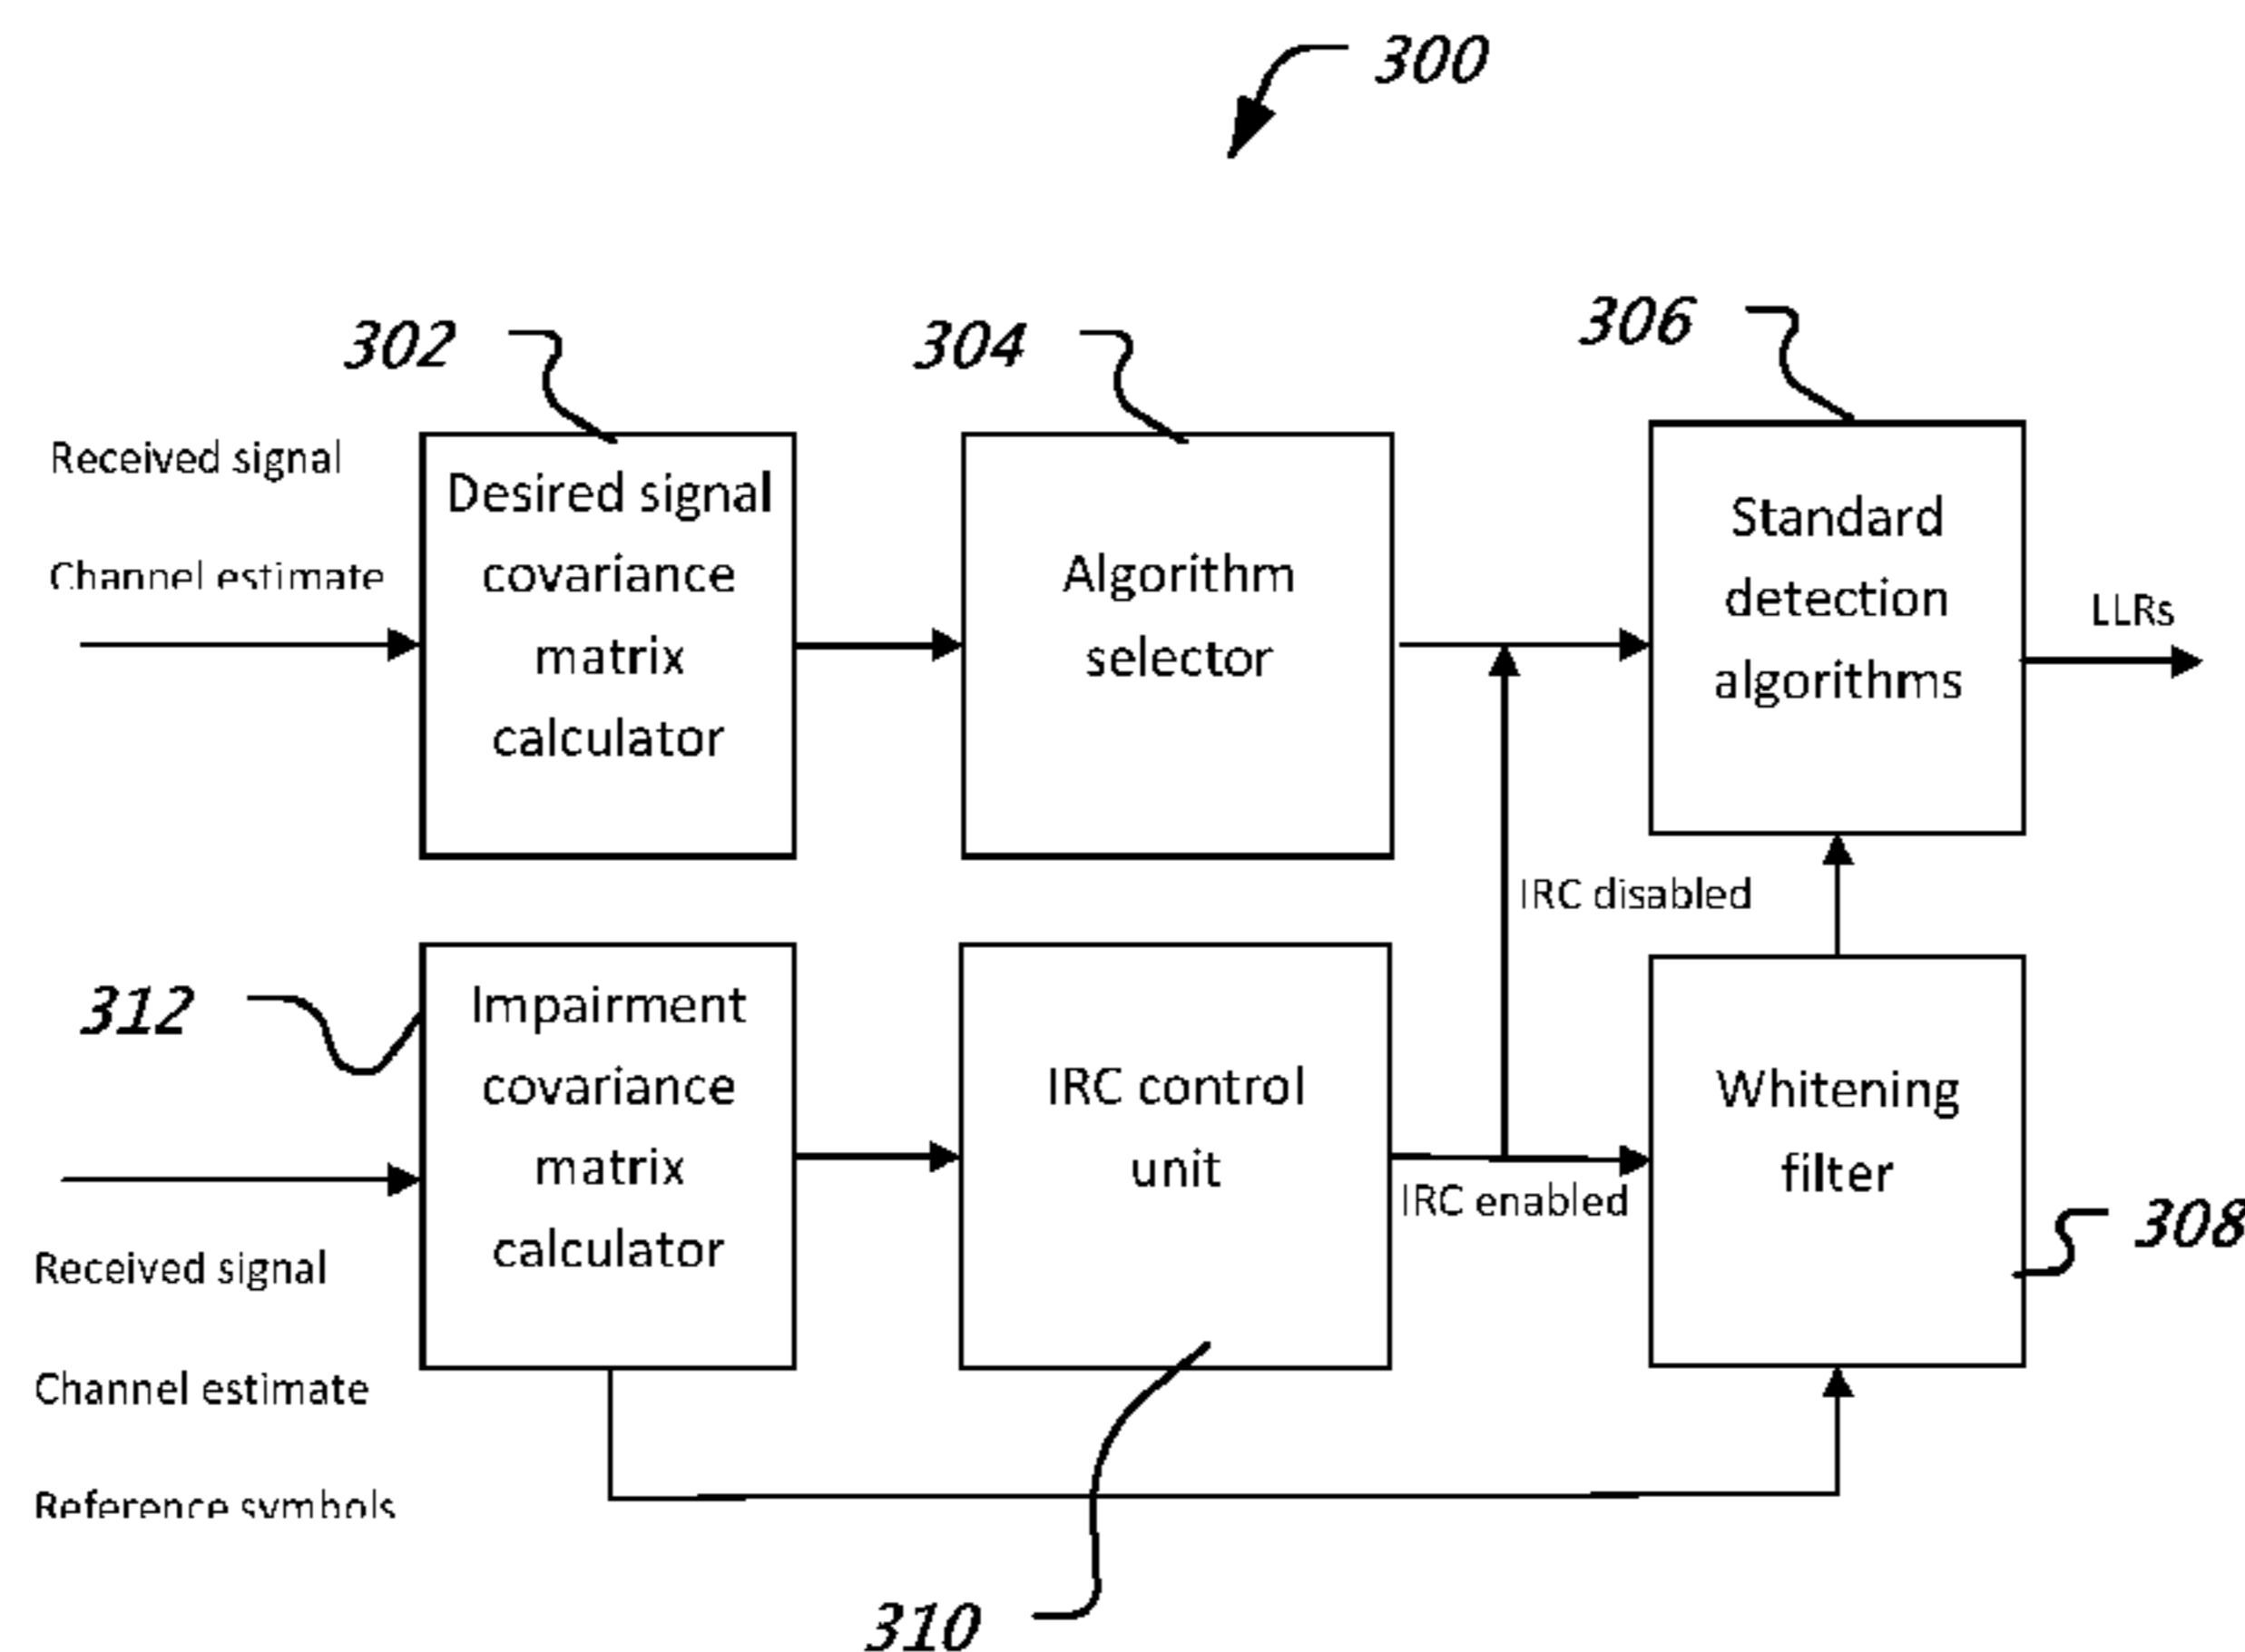 300
302
304
306
Received signal
Channel estimate
Desired signal
covariance
matrix
calculator
Algorithm
selector
Standard
detection
algorithms
LLRs
IRC disabled
312
Impairment
covariance
matrix
calculator
IRC control
unit
IRC enabled
Whitening
filter
308
Received signal
Channel estimate
Reference symbols
310